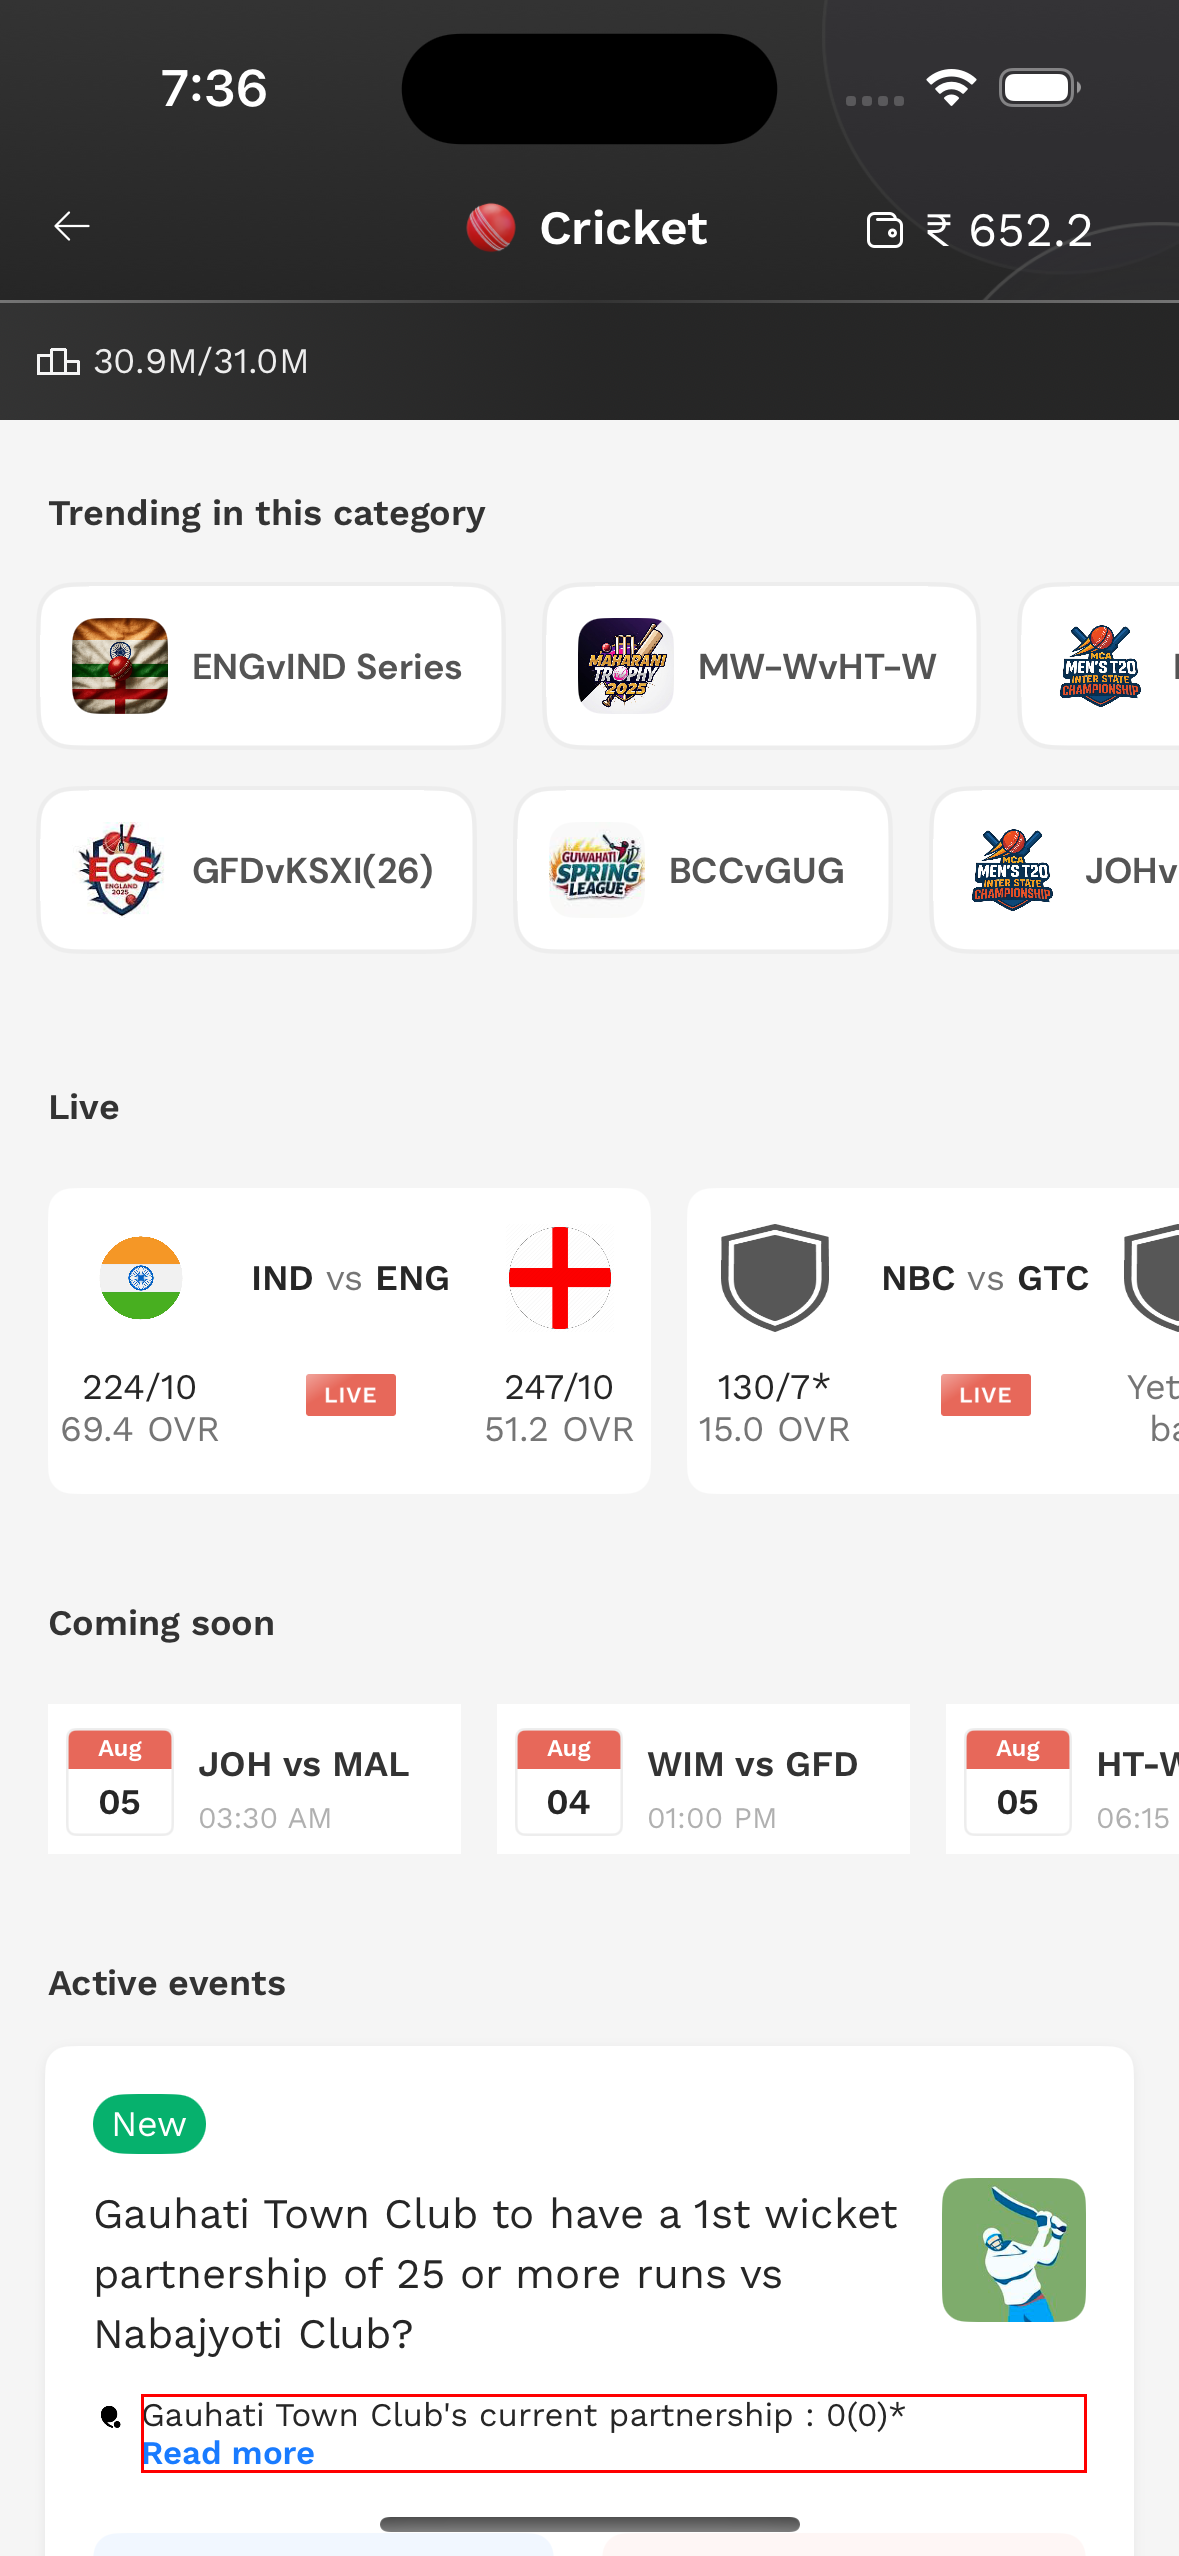 7:36
Cricket
₹ 652.2
30.9M/31.0M
Trending in this category
ENGvIND Series
MAHARANI
TROPHY
2025
MW-WvHT-W
MCA
MEN'S T20
INTER STATE
CHAMPIONSHIP
ECS
ENGLAND
2025
GFDvKSXI(26)
GUWAHATI
SPRING
LEAGUE
BCCvGUG
MCA
MEN'S T20
INTER STATE
CHAMPIONSHIP
JOHv
Live
IND vs ENG
224/10
69.4 OVR
LIVE
247/10
51.2 OVR
NBC vs GTC
130/7*
15.0 OVR
LIVE
Yet
ba
Coming soon
Aug
05
JOH vs MAL
03:30 AM
Aug
04
WIM vs GFD
01:00 PM
Aug
05
HT-W
06:15
Active events
New
Gauhati Town Club to have a 1st wicket
partnership of 25 or more runs vs
Nabajyoti Club?
Gauhati Town Club's current partnership : 0(0)*
Read more